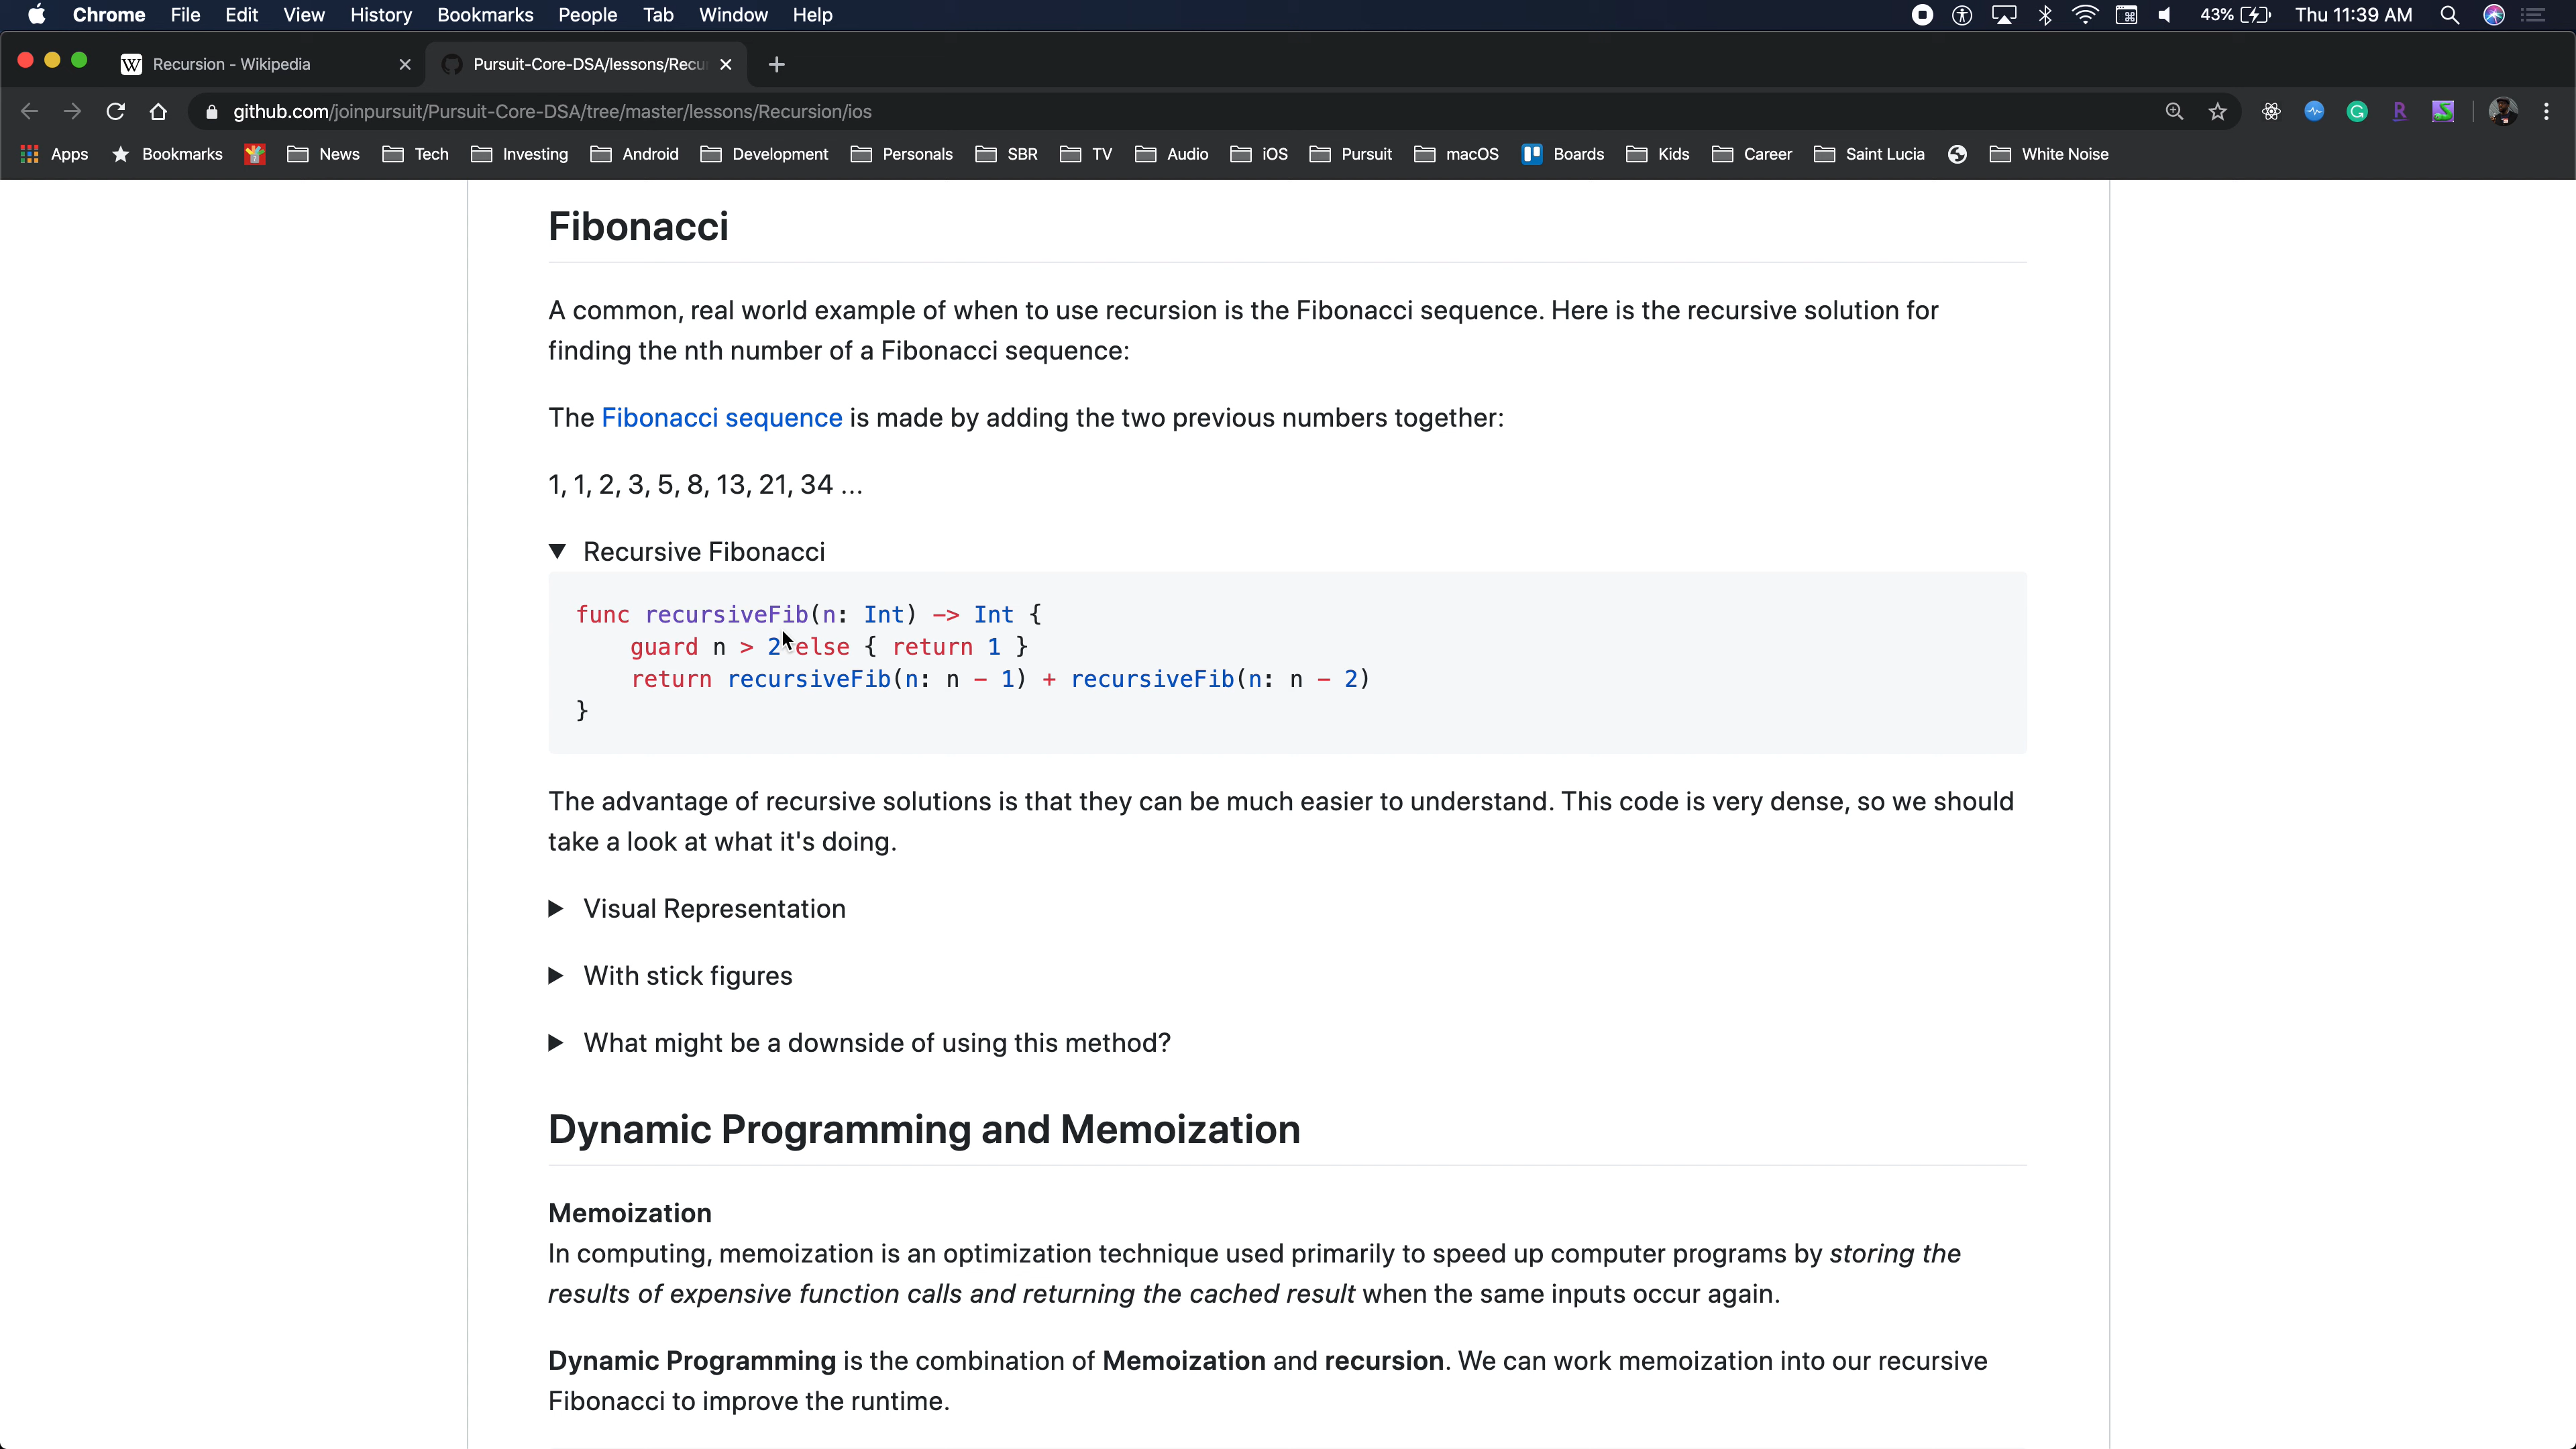 Chrome File Edit View History Bookmarks People Tab Window Help 43% Thu 11:39 AM
Recursion - Wikipedia Pursuit-Core-DSA/lessons/Recu
github.com/joinpursuit/Pursuit-Core-DSA/tree/master/lessons/Recursion/ios
Apps Bookmarks News Tech Investing Android Development Personals SBR TV Audio iOS Pursuit macOS Boards Kids Career Saint Lucia White Noise
Fibonacci
A common, real world example of when to use recursion is the Fibonacci sequence. Here is the recursive solution for
finding the nth number of a Fibonacci sequence:
The Fibonacci sequence is made by adding the two previous numbers together:
1, 1, 2, 3, 5, 8, 13, 21, 34 ...
▼ Recursive Fibonacci
func recursiveFib(n: Int) -> Int {
guard n > 2 else { return 1 }
return recursiveFib(n: n - 1) + recursiveFib(n: n - 2)
}
The advantage of recursive solutions is that they can be much easier to understand. This code is very dense, so we should
take a look at what it's doing.
▶ Visual Representation
▶ With stick figures
▶ What might be a downside of using this method?
Dynamic Programming and Memoization
Memoization
In computing, memoization is an optimization technique used primarily to speed up computer programs by storing the
results of expensive function calls and returning the cached result when the same inputs occur again.
Dynamic Programming is the combination of Memoization and recursion. We can work memoization into our recursive
Fibonacci to improve the runtime.